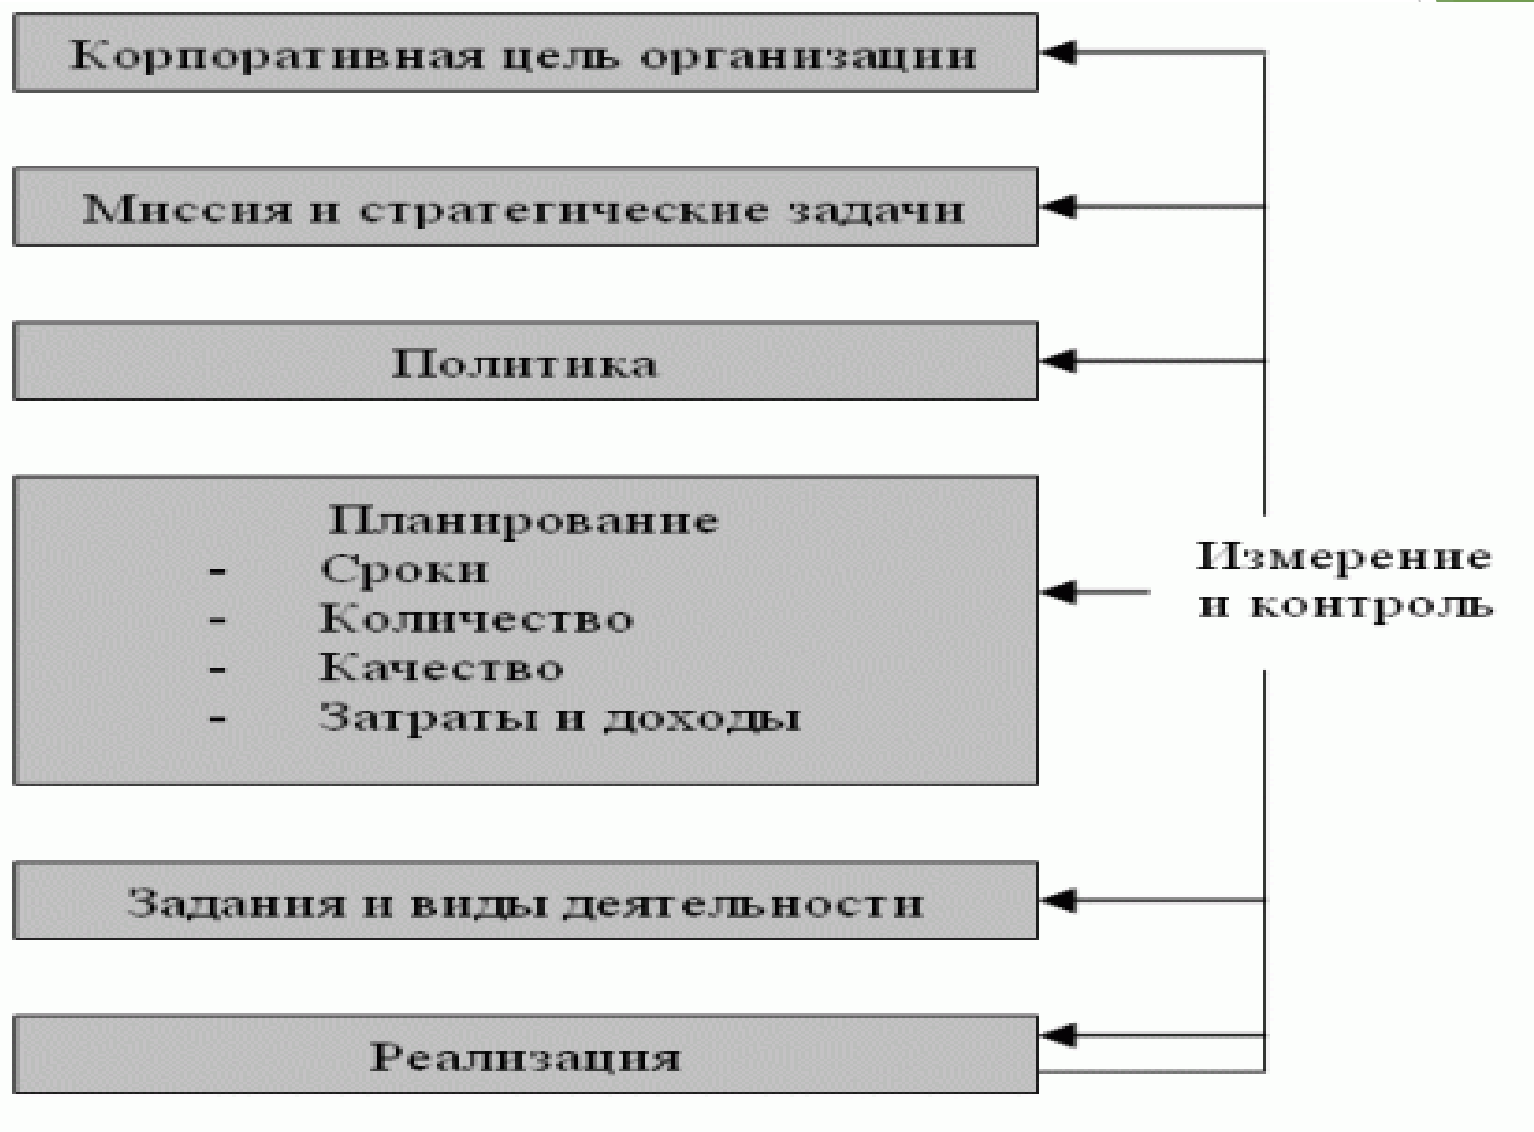 Корпоративная цель организации
Миссия и стратегические задачи
Политика
Планирование
- Сроки
- Количество
- Качество
- Затраты и доходы
Измерение
и контроль
Задания и виды деятельности
Реализация